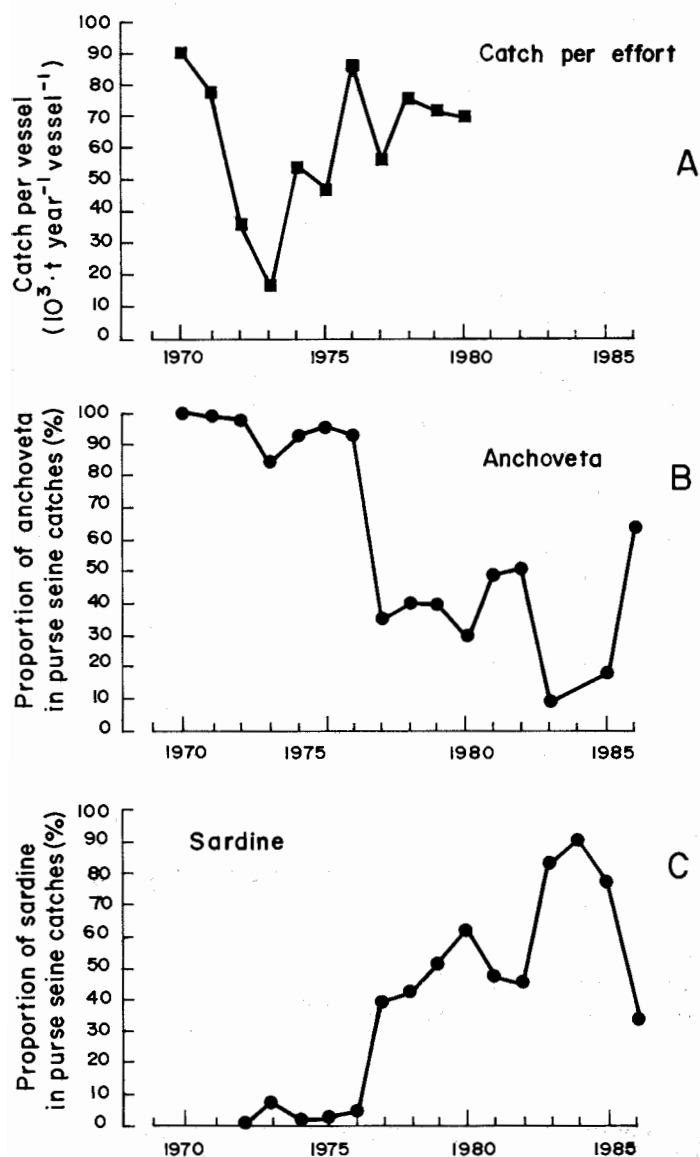 Catch per effort
A
Catch per vessel
(10³·t year⁻¹ vessel⁻¹)
100
90
80
70
60
50
40
30
20
10
0
1970 1975 1980 1985
Anchoveta
B
Proportion of anchoveta
in purse seine catches (%)
100
90
80
70
60
50
40
30
20
10
0
1970 1975 1980 1985
Sardine
C
Proportion of sardine
in purse seine catches (%)
100
90
80
70
60
50
40
30
20
10
0
1970 1975 1980 1985